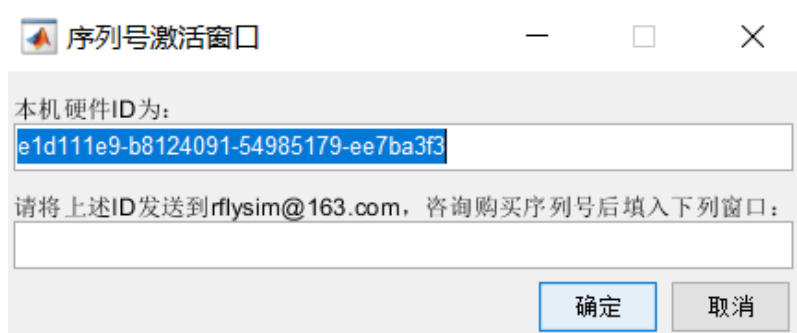 序列号激活窗口
本机硬件ID为：
e1d111e9-b8124091-54985179-ee7ba3f3
请将上述ID发送到rflysim@163.com，咨询购买序列号后填入下列窗口：
确定 取消